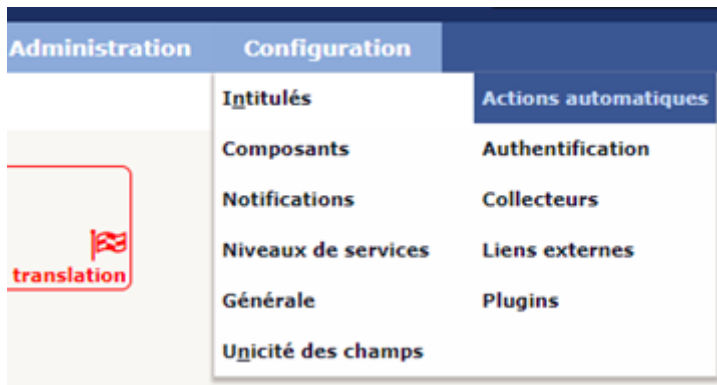 Administration Configuration
Intitulés Actions automatiques
Composants Authentification
Notifications Collecteurs
Niveaux de services Liens externes
translation
Générale Plugins
Unicité des champs